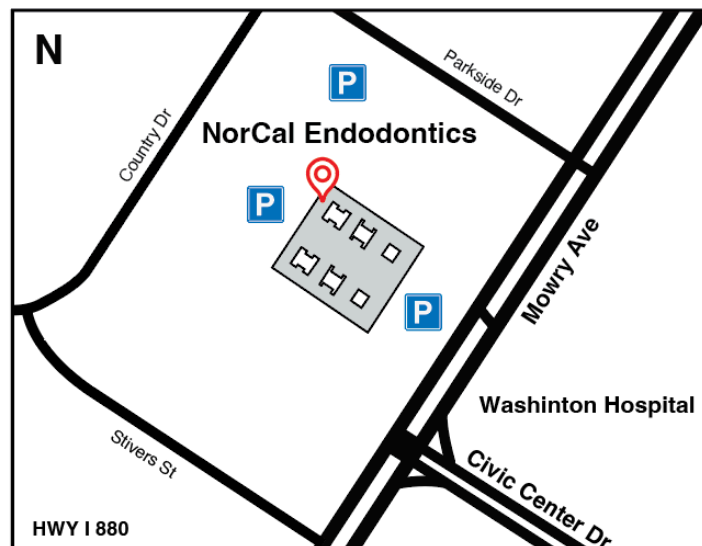 N
P
Parkside Dr
NorCal Endodontics
Country Dr
P
P
Mowry Ave
Washinton Hospital
Stivers St
Civic Center Dr
HWY I 880